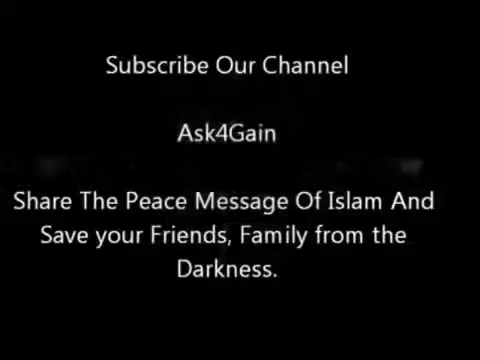 Subscribe Our Channel
Ask4Gain
Share The Peace Message Of Islam And
Save your Friends, Family from the
Darkness.